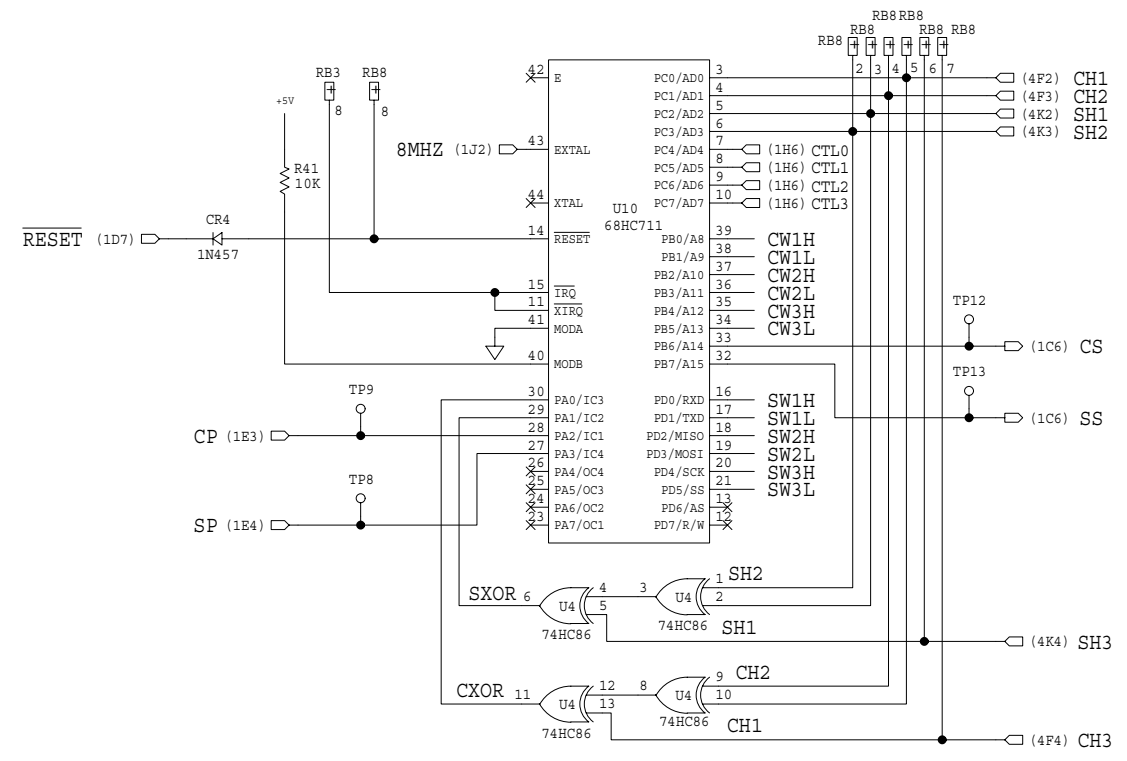 RB8 RB8
RB8 RB8 RB8 RB8
2 3 4 5 6 7
RB3 RB8
8 8
+5V
R41
10K
8MHZ (1J2)
RESET (1D7)
CR4
1N457
U10
68HC711
42 E
43 EXTAL
44 XTAL
14 RESET
15 IRQ
11 XIRQ
41 MODA
40 MODB
30 PA0/IC3
29 PA1/IC2
28 PA2/IC1
27 PA3/IC4
26 PA4/OC4
25 PA5/OC3
24 PA6/OC2
23 PA7/OC1
PC0/AD0 3 (4F2) CH1
PC1/AD1 4 (4F3) CH2
PC2/AD2 5 (4K2) SH1
PC3/AD3 6 (4K3) SH2
PC4/AD4 7 (1H6) CTL0
PC5/AD5 8 (1H6) CTL1
PC6/AD6 9 (1H6) CTL2
PC7/AD7 10 (1H6) CTL3
PB0/A8 39 CW1H
PB1/A9 38 CW1L
PB2/A10 37 CW2H
PB3/A11 36 CW2L
PB4/A12 35 CW3H
PB5/A13 34 CW3L
PB6/A14 33
PB7/A15 32
PD0/RXD 16 SW1H
PD1/TXD 17 SW1L
PD2/MISO 18 SW2H
PD3/MOSI 19 SW2L
PD4/SCK 20 SW3H
PD5/SS 21 SW3L
PD6/AS 13
PD7/R/W 12
TP12
(1C6) CS
TP13
(1C6) SS
TP9
CP (1E3)
TP8
SP (1E4)
SXOR 6 U4 4 5
74HC86
3 U4 1 2
74HC86
SH2
SH1
(4K4) SH3
CXOR 11 U4 12 13
74HC86
8 U4 9 10
74HC86
CH2
CH1
(4F4) CH3